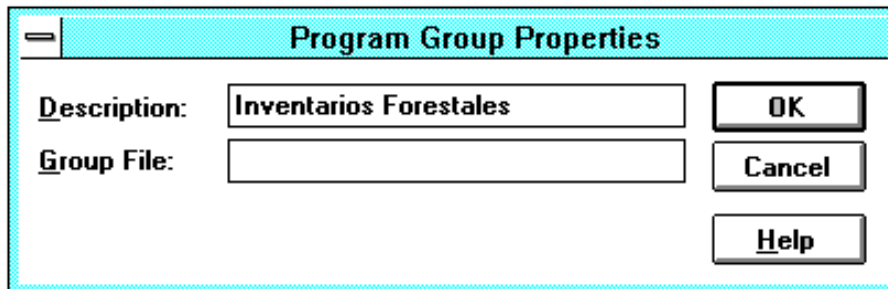 Program Group Properties
Description: Inventarios Forestales OK
Group File: Cancel
Help